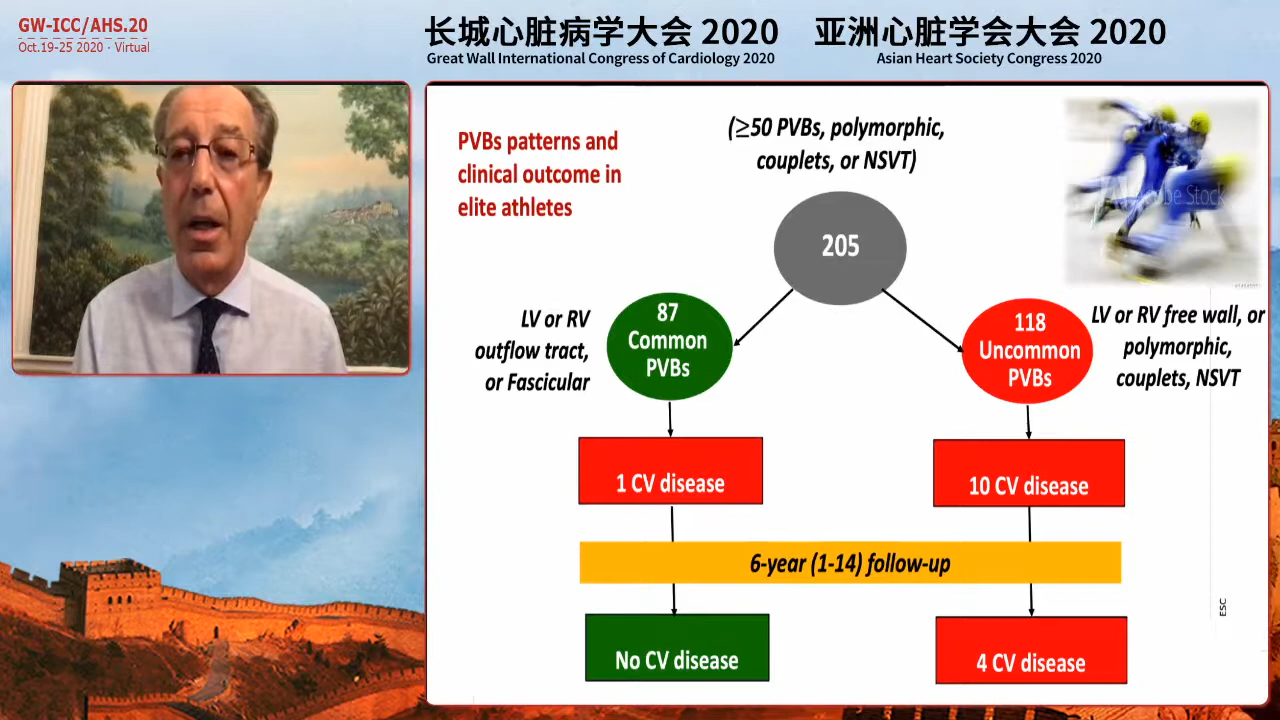 GW-ICC/AHS.20
Oct.19-25 2020 · Virtual
长城心脏病学大会 2020
Great Wall International Congress of Cardiology 2020
亚洲心脏学会大会 2020
Asian Heart Society Congress 2020
PVBs patterns and
clinical outcome in
elite athletes
(≥50 PVBs, polymorphic,
couplets, or NSVT)
205
LV or RV
outflow tract,
or Fascicular
87
Common
PVBs
118
Uncommon
PVBs
LV or RV free wall, or
polymorphic,
couplets, NSVT
1 CV disease
10 CV disease
6-year (1-14) follow-up
No CV disease
4 CV disease
ESC